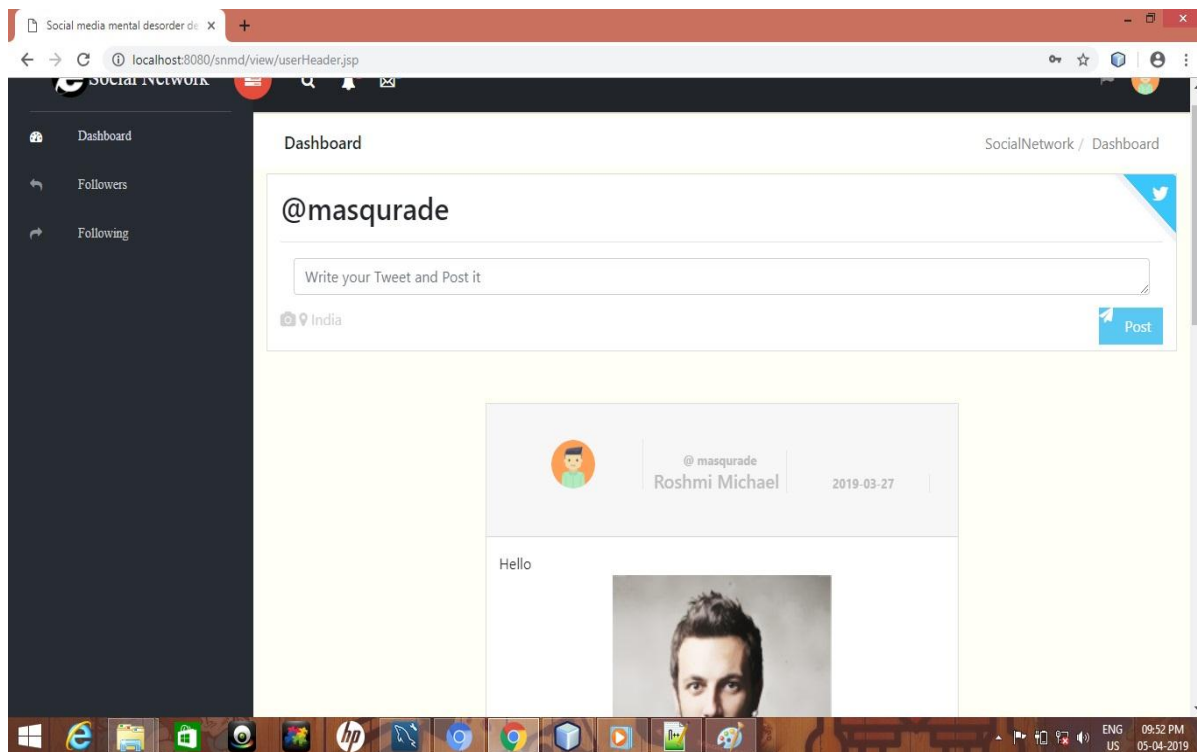 Social media mental desorder de
localhost:8080/snmd/view/userHeader.jsp
Social Network
Dashboard
Followers
Following
Dashboard
SocialNetwork / Dashboard
@masqurade
Write your Tweet and Post it
India
Post
@ masqurade
Roshmi Michael
2019-03-27
Hello
hp
ENG
US
09:52 PM
05-04-2019